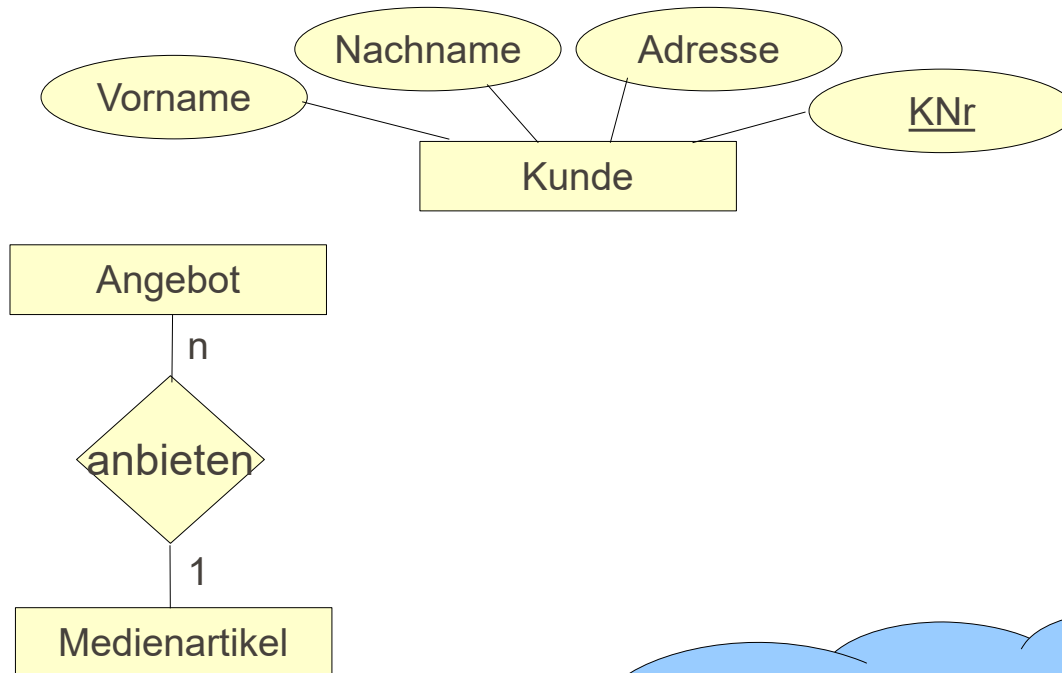 Nachname
Adresse
Vorname
KNr
Kunde
Angebot
n
anbieten
1
Medienartikel